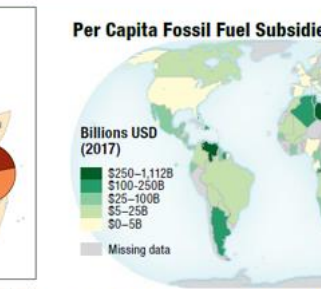 Per Capita Fossil Fuel Subsidie
Billions USD
(2017)
$250–1,112B
$100-250B
$25–100B
$5–25B
$0–5B
Missing data